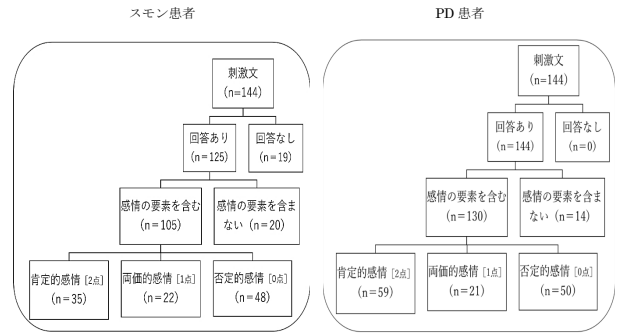 スモン患者
刺激文
(n=144)
回答あり
(n=125)
回答なし
(n=19)
感情の要素を含む
(n=105)
感情の要素を含ま
ない (n=20)
肯定的感情 [2点]
(n=35)
両価的感情 [1点]
(n=22)
否定的感情 [0点]
(n=48)
PD 患者
刺激文
(n=144)
回答あり
(n=144)
回答なし
(n=0)
感情の要素を含む
(n=130)
感情の要素を含ま
ない (n=14)
肯定的感情 [2点]
(n=59)
両価的感情 [1点]
(n=21)
否定的感情 [0点]
(n=50)